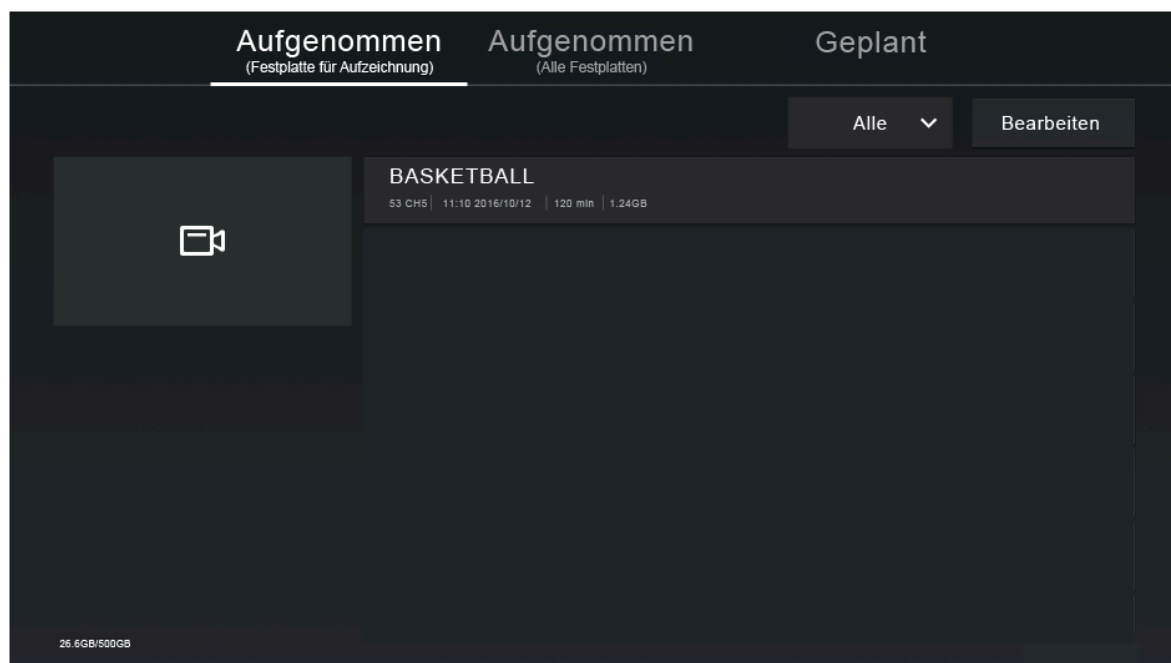 Aufgenommen Aufgenommen Geplant
(Festplatte für Aufzeichnung) (Alle Festplatten)
Alle Bearbeiten
BASKETBALL
53 CH5 | 11:10 2016/10/12 | 120 min | 1.24GB
26.6GB/500GB